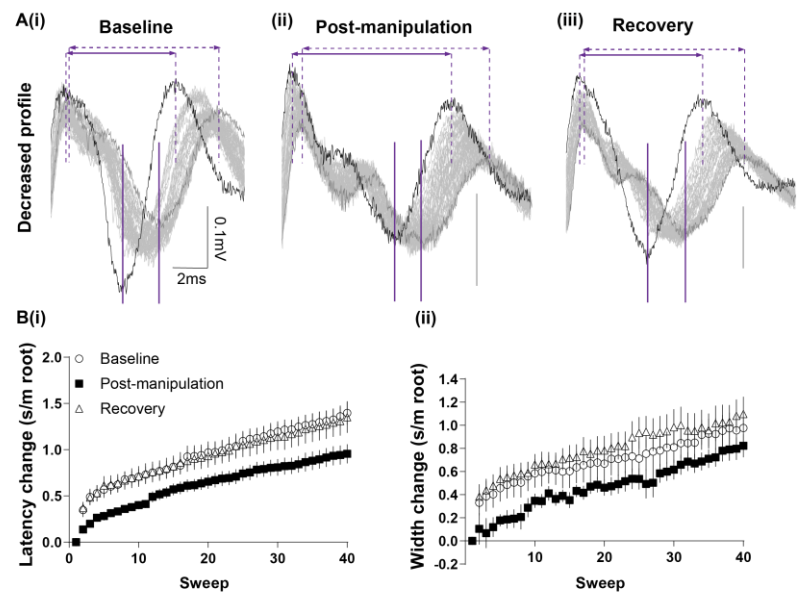 A(i)
Baseline
(ii)
Post-manipulation
(iii)
Recovery
Decreased profile
0.1mV
2ms
B(i)
2.0
1.5
1.0
0.5
0.0
Latency change (s/m root)
Baseline
Post-manipulation
Recovery
0 10 20 30 40
Sweep
(ii)
1.4
1.2
1.0
0.8
0.6
0.4
0.2
0.0
-0.2
Width change (s/m root)
10 20 30 40
Sweep